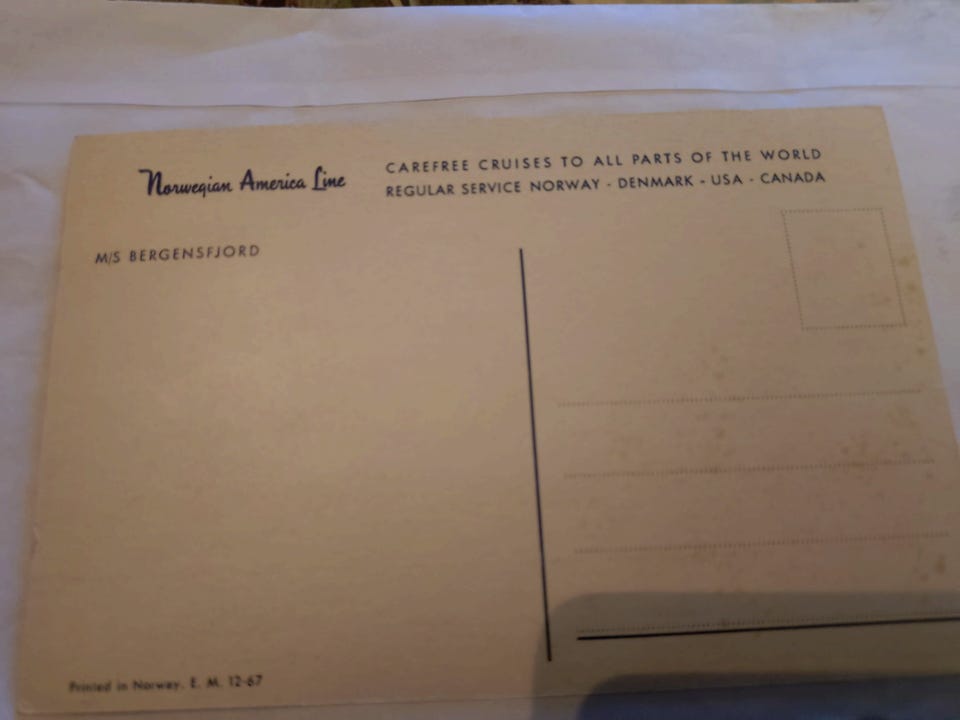 Norwegian America Line
CAREFREE CRUISES TO ALL PARTS OF THE WORLD
REGULAR SERVICE NORWAY - DENMARK - USA - CANADA
M/S BERGENSFJORD
Printed in Norway. E. M. 12-67